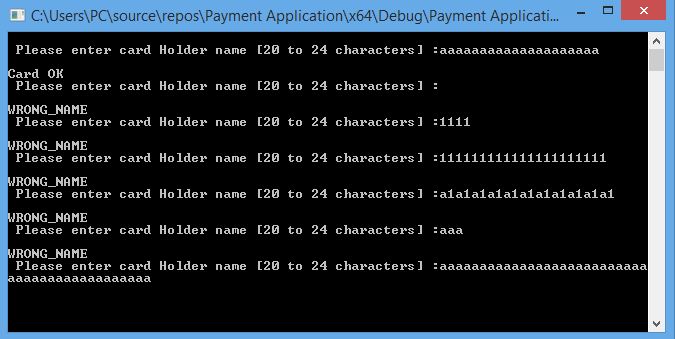 C:\Users\PC\source\repos\Payment Application\x64\Debug\Payment Applicati...
Please enter card Holder name [20 to 24 characters] :aaaaaaaaaaaaaaaaaaaa
Card OK
Please enter card Holder name [20 to 24 characters] :
WRONG_NAME
Please enter card Holder name [20 to 24 characters] :1111
WRONG_NAME
Please enter card Holder name [20 to 24 characters] :111111111111111111111
WRONG_NAME
Please enter card Holder name [20 to 24 characters] :a1a1a1a1a1a1a1a1a1a1a1
WRONG_NAME
Please enter card Holder name [20 to 24 characters] :aaa
WRONG_NAME
Please enter card Holder name [20 to 24 characters] :aaaaaaaaaaaaaaaaaaaaaaaaaa
aaaaaaaaaaaaaaaaaa